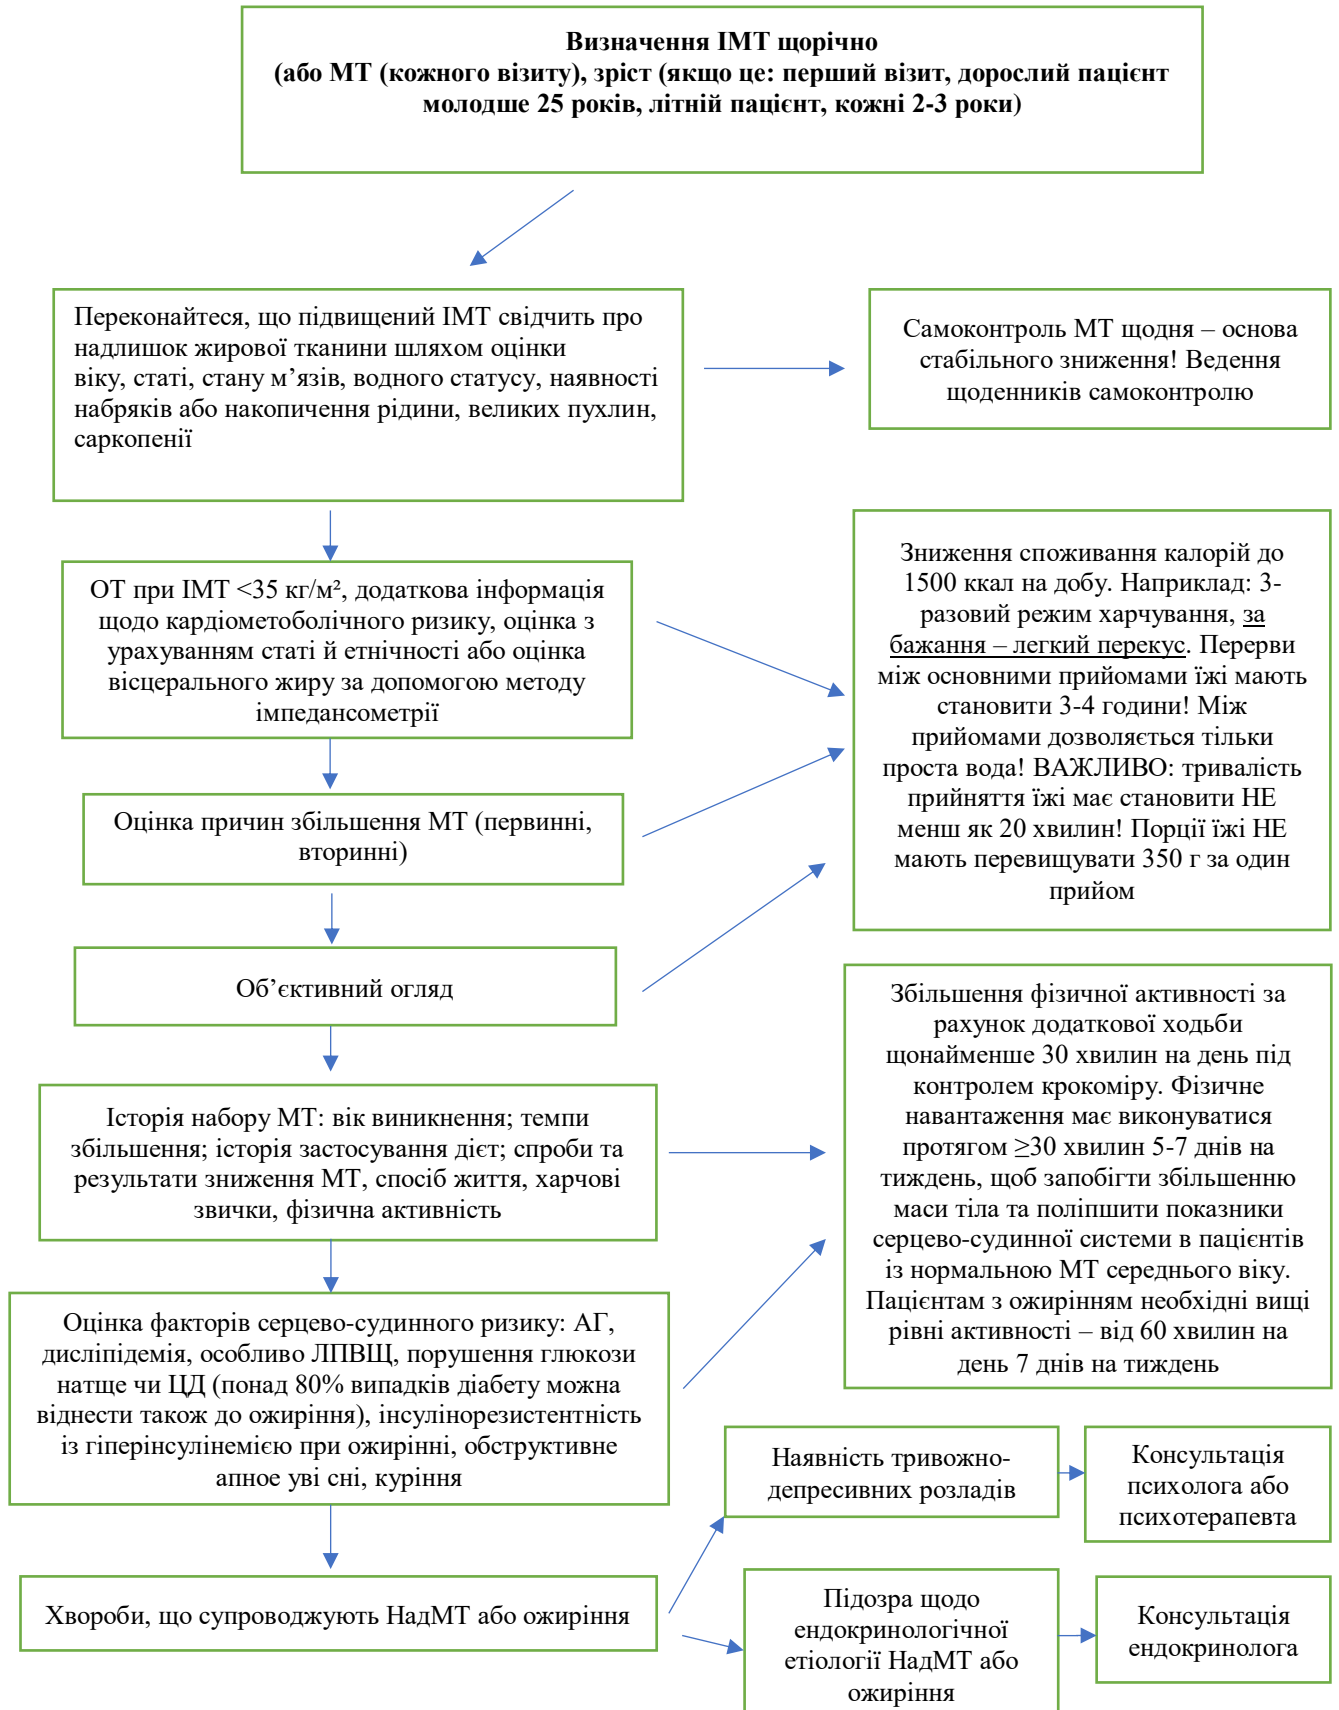 Визначення ІМТ щорічно
(або МТ (кожного візиту), зріст (якщо це: перший візит, дорослий пацієнт
молодше 25 років, літній пацієнт, кожні 2-3 роки)
Переконайтеся, що підвищений ІМТ свідчить про
надлишок жирової тканини шляхом оцінки
віку, статі, стану м’язів, водного статусу, наявності
набряків або накопичення рідини, великих пухлин,
саркопенії
Самоконтроль МТ щодня – основа
стабільного зниження! Ведення
щоденників самоконтролю
ОТ при ІМТ <35 кг/м², додаткова інформація
щодо кардіометоболічного ризику, оцінка з
урахуванням статі й етнічності або оцінка
вісцерального жиру за допомогою методу
імпедансометрії
Зниження споживання калорій до
1500 ккал на добу. Наприклад: 3-
разовий режим харчування, за
бажання – легкий перекус. Перерви
між основними прийомами їжі мають
становити 3-4 години! Між
прийомами дозволяється тільки
проста вода! ВАЖЛИВО: тривалість
прийняття їжі має становити НЕ
менш як 20 хвилин! Порції їжі НЕ
мають перевищувати 350 г за один
прийом
Оцінка причин збільшення МТ (первинні,
вторинні)
Об’єктивний огляд
Історія набору МТ: вік виникнення; темпи
збільшення; історія застосування дієт; спроби та
результати зниження МТ, спосіб життя, харчові
звички, фізична активність
Збільшення фізичної активності за
рахунок додаткової ходьби
щонайменше 30 хвилин на день під
контролем крокоміру. Фізичне
навантаження має виконуватися
протягом ≥30 хвилин 5-7 днів на
тиждень, щоб запобігти збільшенню
маси тіла та поліпшити показники
серцево-судинної системи в пацієнтів
із нормальною МТ середнього віку.
Пацієнтам з ожирінням необхідні вищі
рівні активності – від 60 хвилин на
день 7 днів на тиждень
Оцінка факторів серцево-судинного ризику: АГ,
дисліпідемія, особливо ЛПВЩ, порушення глюкози
натще чи ЦД (понад 80% випадків діабету можна
віднести також до ожиріння), інсулінорезистентність
із гіперінсулінемією при ожирінні, обструктивне
апное уві сні, куріння
Наявність тривожно-
депресивних розладів
Консультація
психолога або
психотерапевта
Хвороби, що супроводжують НадМТ або ожиріння
Підозра щодо
ендокринологічної
етіології НадМТ або
ожиріння
Консультація
ендокринолога